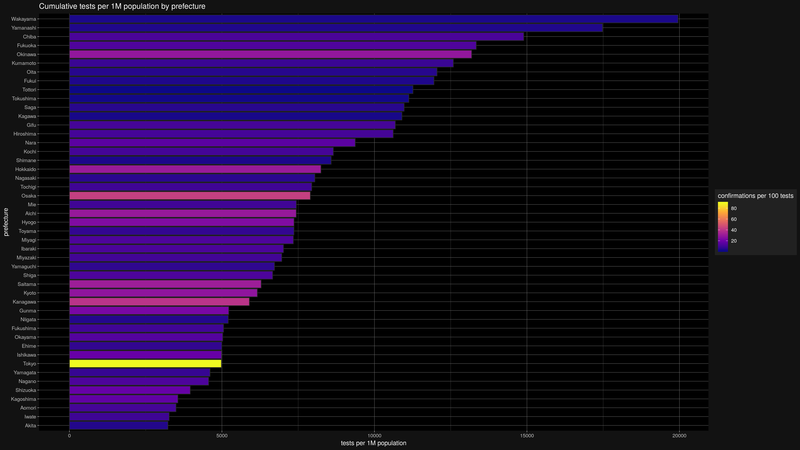 Cumulative tests per 1M population by prefecture
prefecture
Wakayama
Yamanashi
Chiba
Fukuoka
Okinawa
Kumamoto
Oita
Fukui
Tottori
Tokushima
Saga
Kagawa
Gifu
Hiroshima
Nara
Kochi
Shimane
Hokkaido
Nagasaki
Tochigi
Osaka
Mie
Aichi
Hyogo
Toyama
Miyagi
Ibaraki
Miyazaki
Yamaguchi
Shiga
Saitama
Kyoto
Kanagawa
Gunma
Niigata
Fukushima
Okayama
Ehime
Ishikawa
Tokyo
Yamagata
Nagano
Shizuoka
Kagoshima
Aomori
Iwate
Akita
0 5000 10000 15000 20000
tests per 1M population
confirmations per 100 tests
80
60
40
20